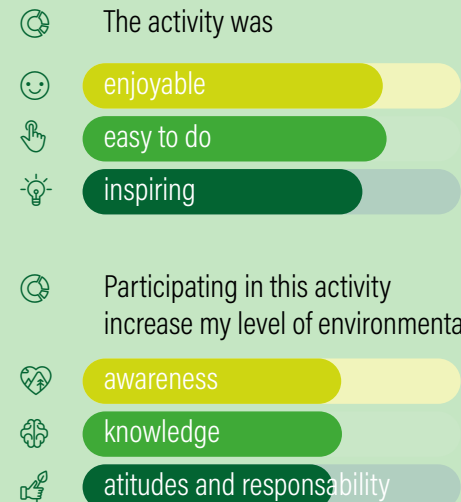 The activity was
enjoyable
easy to do
inspiring
Participating in this activity
increase my level of environmenta
awareness
knowledge
atitudes and responsability